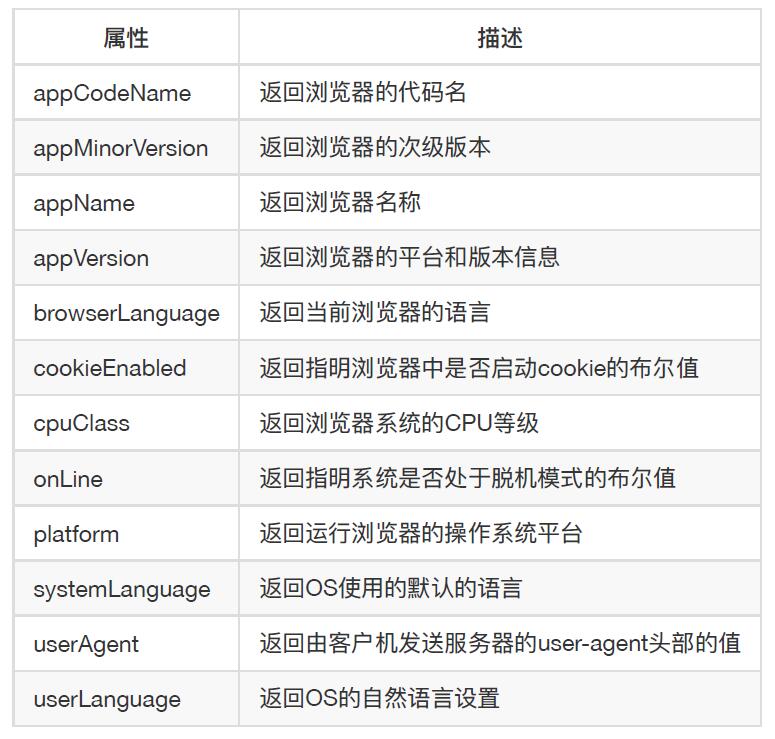 属性 描述
appCodeName 返回浏览器的代码名
appMinorVersion 返回浏览器的次级版本
appName 返回浏览器名称
appVersion 返回浏览器的平台和版本信息
browserLanguage 返回当前浏览器的语言
cookieEnabled 返回指明浏览器中是否启动cookie的布尔值
cpuClass 返回浏览器系统的CPU等级
onLine 返回指明系统是否处于脱机模式的布尔值
platform 返回运行浏览器的操作系统平台
systemLanguage 返回OS使用的默认的语言
userAgent 返回由客户机发送服务器的user-agent头部的值
userLanguage 返回OS的自然语言设置